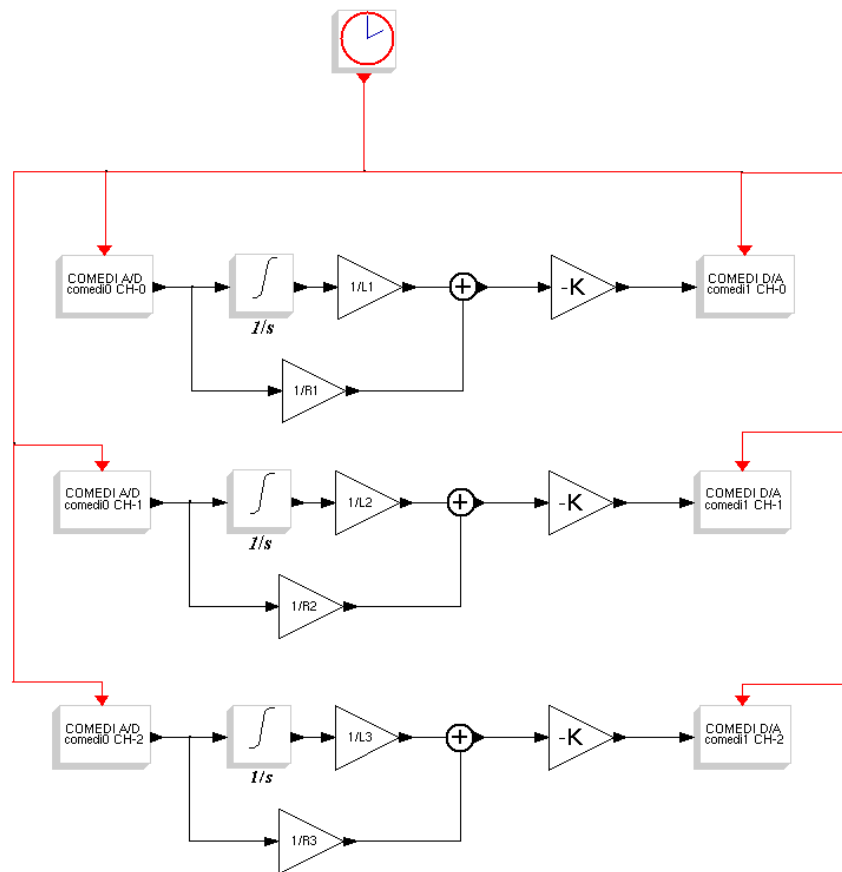 COMEDI A/D
comedi0 CH-0
1/s
1/L1
-K
COMEDI D/A
comedi1 CH-0
1/R1
COMEDI A/D
comedi0 CH-1
1/s
1/L2
-K
COMEDI D/A
comedi1 CH-1
1/R2
COMEDI A/D
comedi0 CH-2
1/s
1/L3
-K
COMEDI D/A
comedi1 CH-2
1/R3